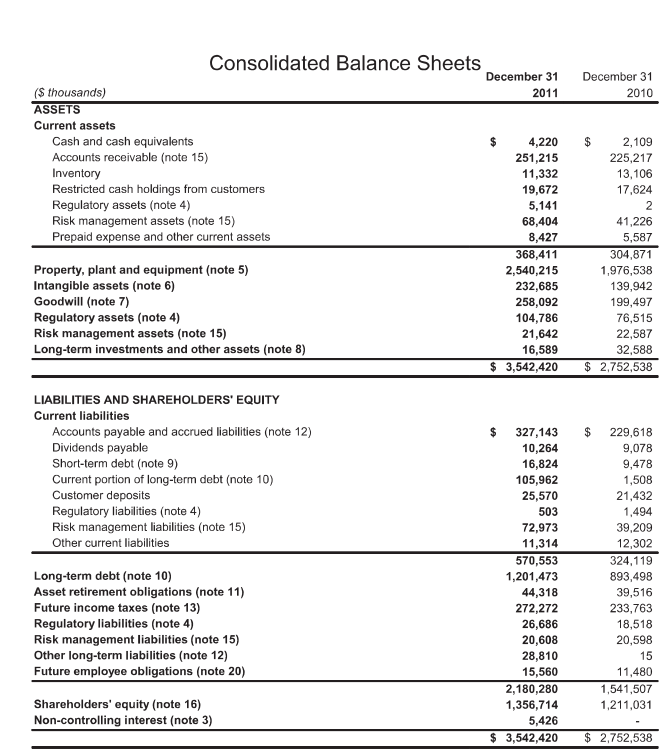 Consolidated Balance Sheets
December 31 December 31
($ thousands) 2011 2010
ASSETS
Current assets
Cash and cash equivalents $ 4,220 $ 2,109
Accounts receivable (note 15) 251,215 225,217
Inventory 11,332 13,106
Restricted cash holdings from customers 19,672 17,624
Regulatory assets (note 4) 5,141 2
Risk management assets (note 15) 68,404 41,226
Prepaid expense and other current assets 8,427 5,587
368,411 304,871
Property, plant and equipment (note 5) 2,540,215 1,976,538
Intangible assets (note 6) 232,685 139,942
Goodwill (note 7) 258,092 199,497
Regulatory assets (note 4) 104,786 76,515
Risk management assets (note 15) 21,642 22,587
Long-term investments and other assets (note 8) 16,589 32,588
$ 3,542,420 $ 2,752,538
LIABILITIES AND SHAREHOLDERS' EQUITY
Current liabilities
Accounts payable and accrued liabilities (note 12) $ 327,143 $ 229,618
Dividends payable 10,264 9,078
Short-term debt (note 9) 16,824 9,478
Current portion of long-term debt (note 10) 105,962 1,508
Customer deposits 25,570 21,432
Regulatory liabilities (note 4) 503 1,494
Risk management liabilities (note 15) 72,973 39,209
Other current liabilities 11,314 12,302
570,553 324,119
Long-term debt (note 10) 1,201,473 893,498
Asset retirement obligations (note 11) 44,318 39,516
Future income taxes (note 13) 272,272 233,763
Regulatory liabilities (note 4) 26,686 18,518
Risk management liabilities (note 15) 20,608 20,598
Other long-term liabilities (note 12) 28,810 15
Future employee obligations (note 20) 15,560 11,480
2,180,280 1,541,507
Shareholders' equity (note 16) 1,356,714 1,211,031
Non-controlling interest (note 3) 5,426 -
$ 3,542,420 $ 2,752,538